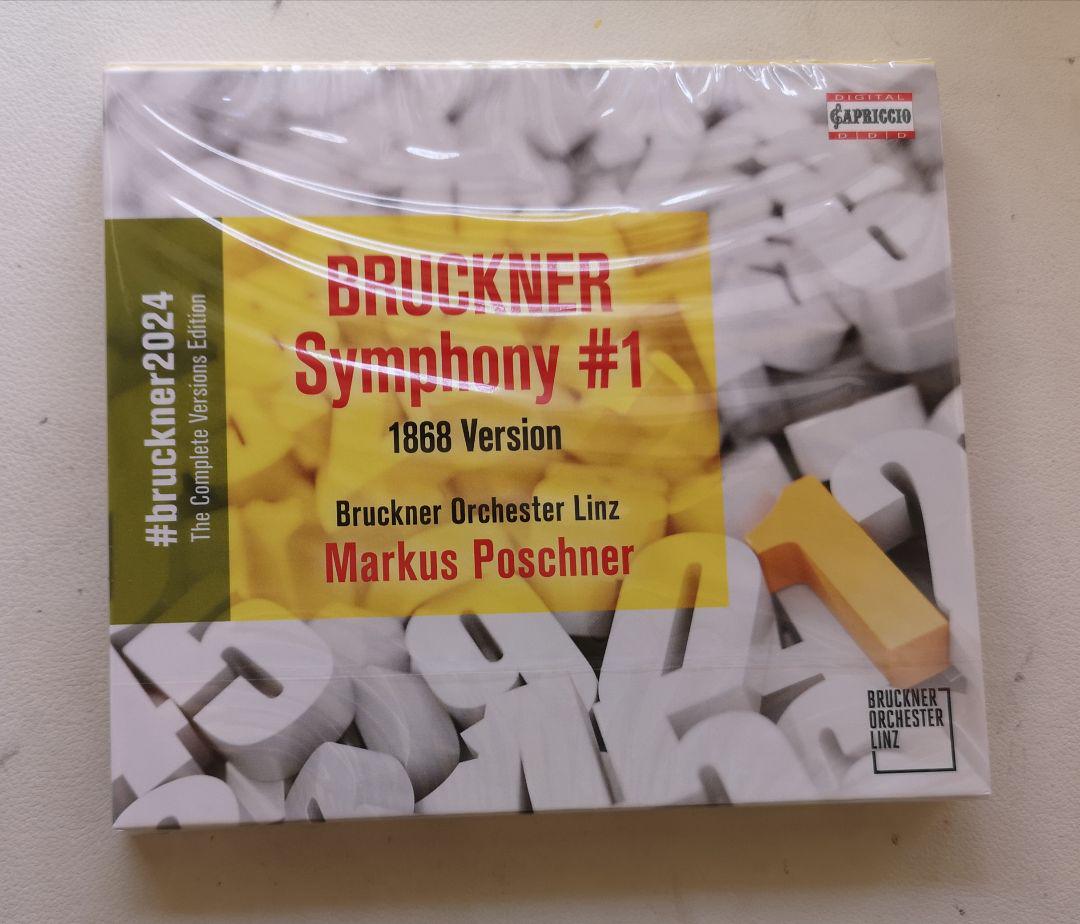 DIGITAL
CAPRICCIO
D D D
#bruckner2024
The Complete Versions Edition
BRUCKNER
Symphony #1
1868 Version
Bruckner Orchester Linz
Markus Poschner
BRUCKNER
ORCHESTER
LINZ